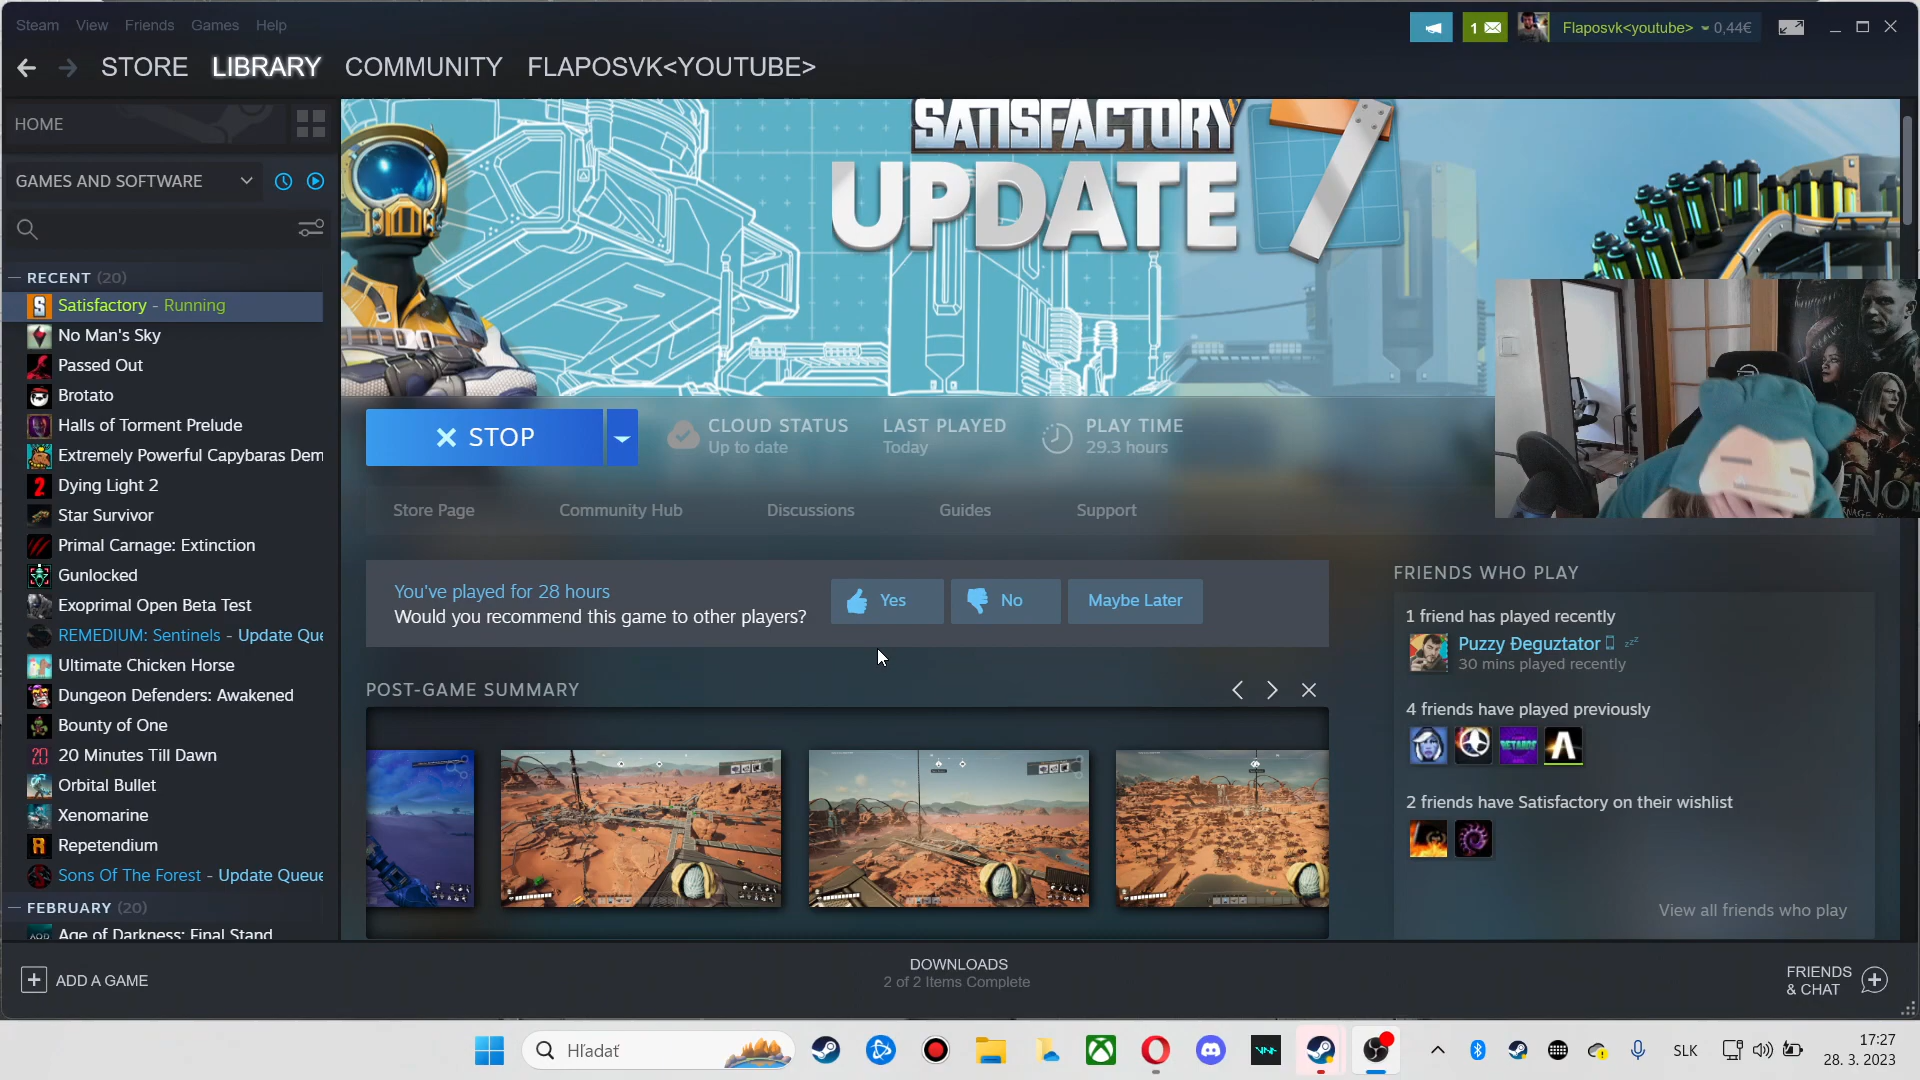 Steam View Friends Games Help
1 Flaposvk<youtube> 0,44€
STORE LIBRARY COMMUNITY FLAPOSVK<YOUTUBE>
HOME
GAMES AND SOFTWARE
RECENT (20)
Satisfactory - Running
No Man's Sky
Passed Out
Brotato
Halls of Torment Prelude
Extremely Powerful Capybaras Dem
Dying Light 2
Star Survivor
Primal Carnage: Extinction
Gunlocked
Exoprimal Open Beta Test
REMEDIUM: Sentinels - Update Que
Ultimate Chicken Horse
Dungeon Defenders: Awakened
Bounty of One
20 Minutes Till Dawn
Orbital Bullet
Xenomarine
Repetendium
Sons Of The Forest - Update Queue
FEBRUARY (20)
Age of Darkness: Final Stand
SATISFACTORY
UPDATE 7
STOP
CLOUD STATUS
Up to date
LAST PLAYED
Today
PLAY TIME
29.3 hours
Store Page Community Hub Discussions Guides Support
You've played for 28 hours
Would you recommend this game to other players?
Yes No Maybe Later
POST-GAME SUMMARY
FRIENDS WHO PLAY
1 friend has played recently
Puzzy Đeguztator zzz
30 mins played recently
4 friends have played previously
2 friends have Satisfactory on their wishlist
View all friends who play
ADD A GAME
DOWNLOADS
2 of 2 Items Complete
FRIENDS
& CHAT
Hľadať
SLK
17:27
28. 3. 2023